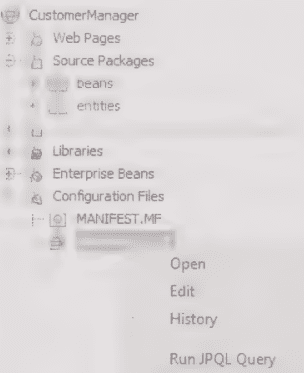 CustomerManager
Web Pages
Source Packages
beans
entities
Libraries
Enterprise Beans
Configuration Files
MANIFEST.MF
Open
Edit
History
Run JPQL Query